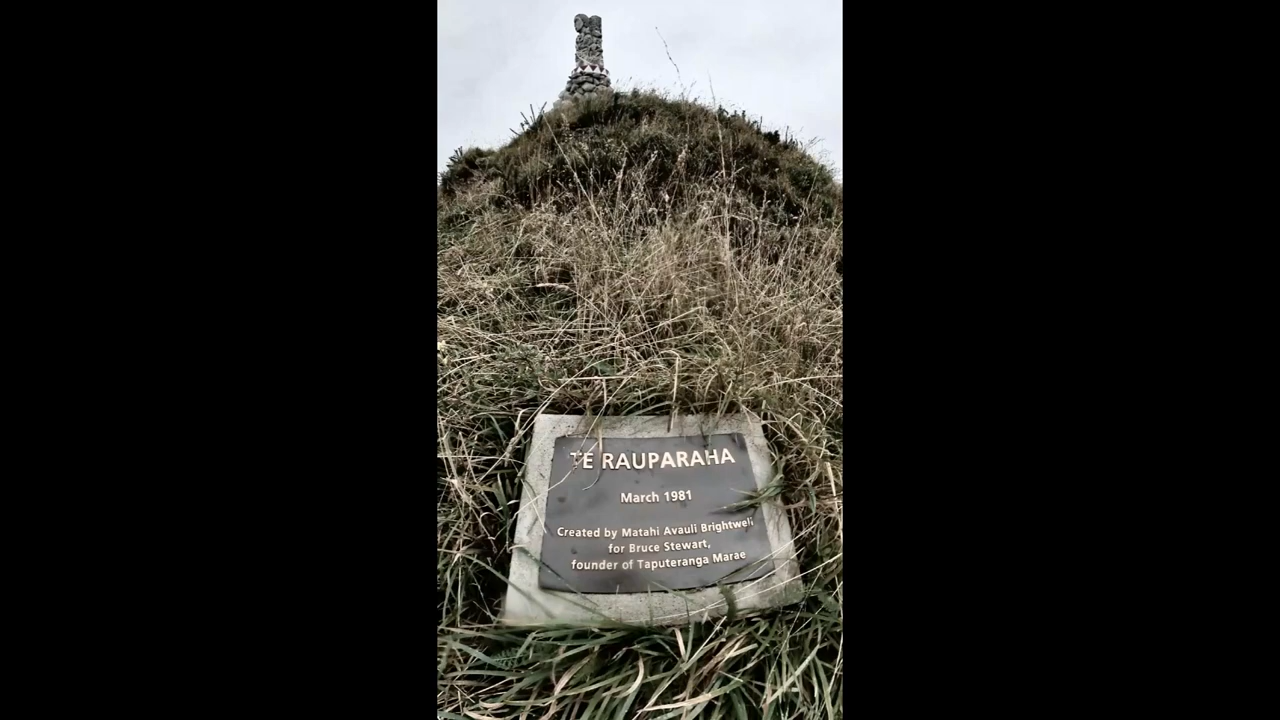 TE RAUPARAHA
March 1981
Created by Matahi Avauli Brightwell
for Bruce Stewart,
founder of Taputeranga Marae